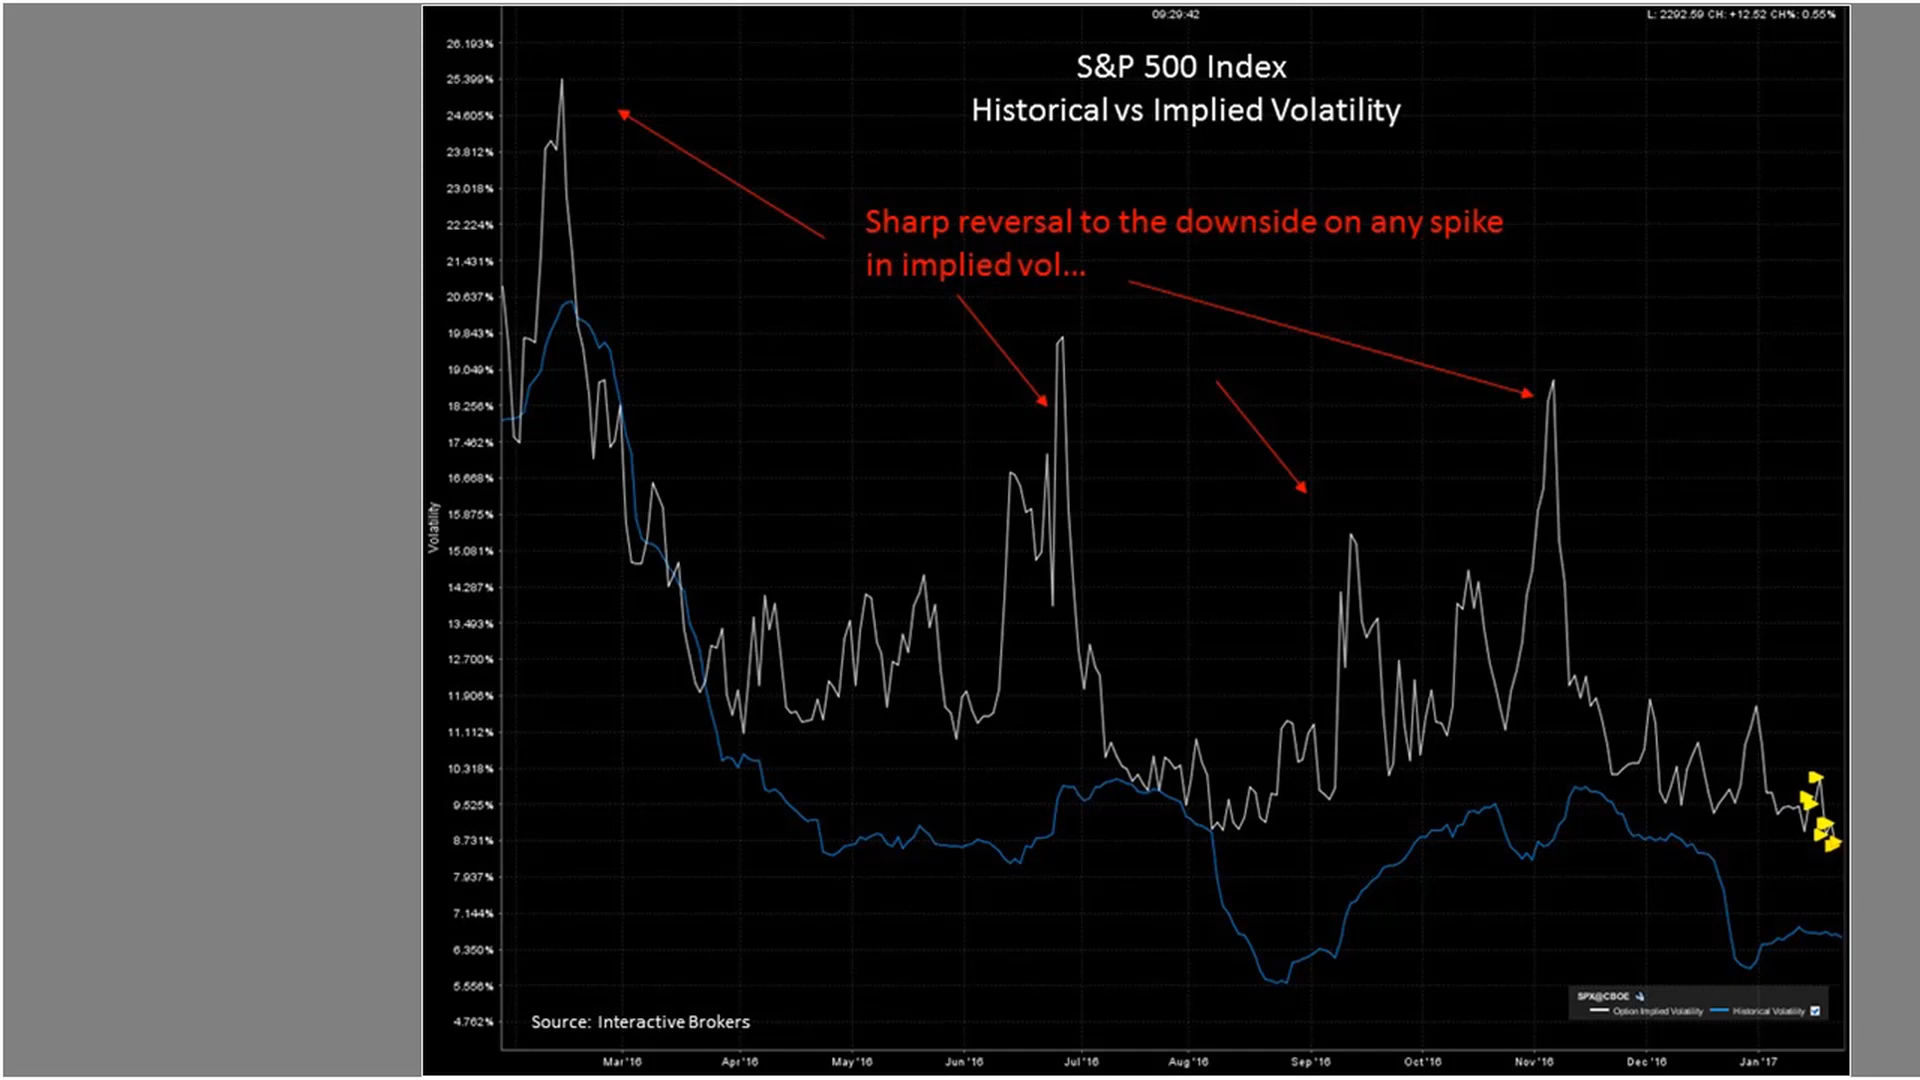 09:29:42
L: 2292.59 CH: +12.52 CH%: 0.55%
S&P 500 Index
Historical vs Implied Volatility
Sharp reversal to the downside on any spike
in implied vol...
Volatility
26.193%
25.399%
24.605%
23.812%
23.018%
22.224%
21.431%
20.637%
19.843%
19.049%
18.256%
17.462%
16.668%
15.875%
15.081%
14.287%
13.493%
12.700%
11.906%
11.112%
10.318%
9.525%
8.731%
7.937%
7.144%
6.350%
5.556%
4.762%
Source: Interactive Brokers
SPX@CBOE
Option Implied Volatility Historical Volatility
Mar'16 Apr'16 May'16 Jun'16 Jul'16 Aug'16 Sep'16 Oct'16 Nov'16 Dec'16 Jan'17